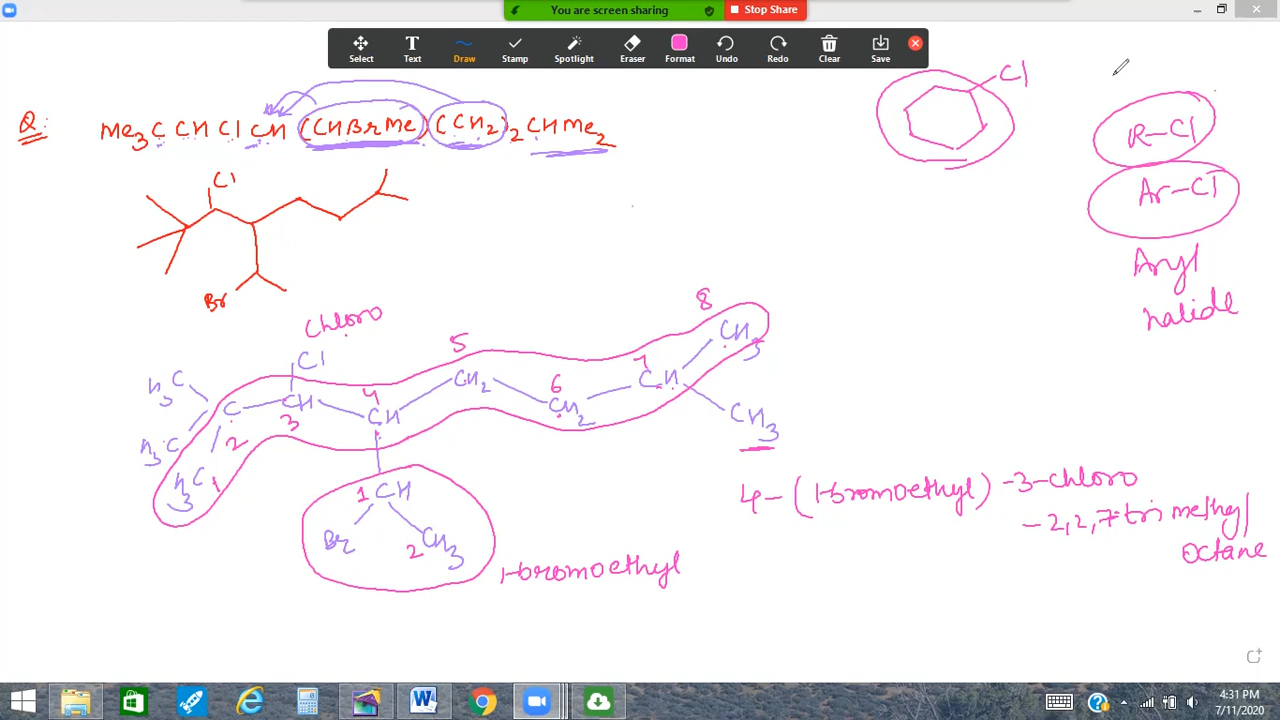 You are screen sharing
Stop Share
Select Text Draw Stamp Spotlight Eraser Format Undo Redo Clear Save
Q: Me3 C CH Cl CH (CHBrMe) (CCH2)2 CHMe2
Cl
R-Cl
Ar-Cl
Aryl
halide
Cl
Br
Chloro
8
Cl
5
7
CH3
H3C
4
6
C
CH
CH2
CH
3
CH
CH2
H3C
2
CH3
H3C
1
1 CH
Br
2 CH3
1-bromoethyl
4-(1-bromoethyl)-3-chloro
-2,2,7-trimethyl
octane
4:31 PM
7/11/2020